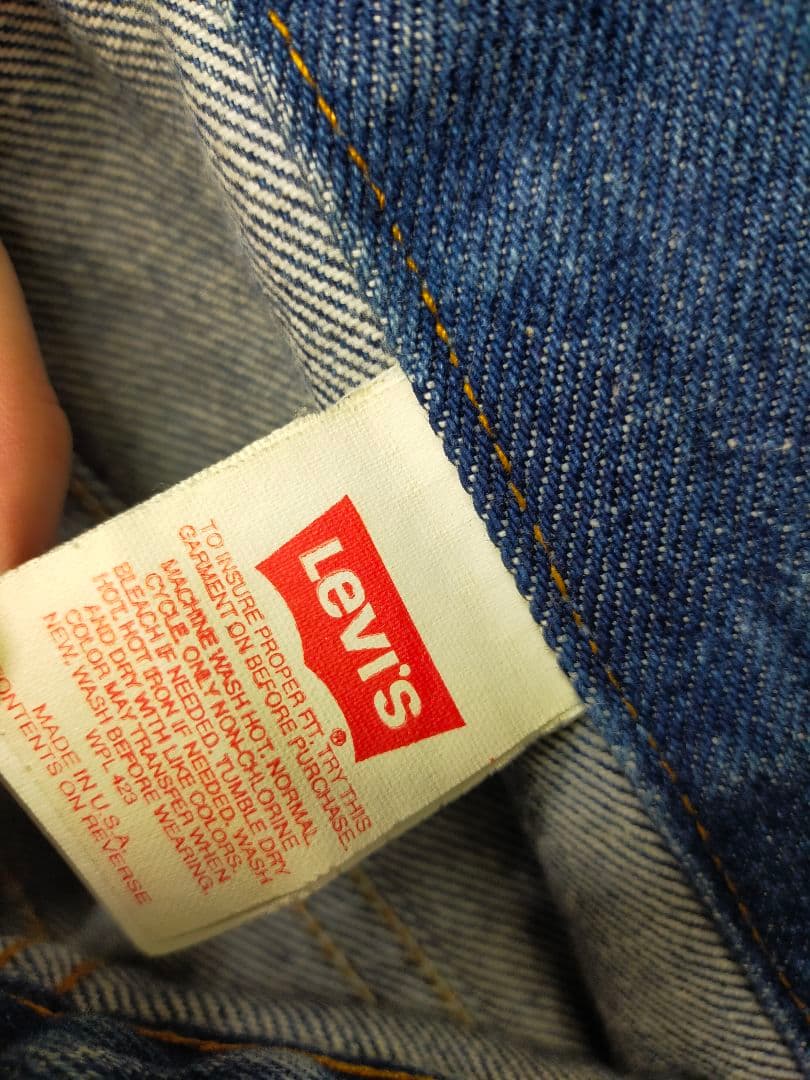 LEVI'S
®
TO INSURE PROPER FIT, TRY THIS
GARMENT ON BEFORE PURCHASE.
MACHINE WASH HOT, NORMAL
CYCLE. ONLY NON-CHLORINE
BLEACH IF NEEDED. TUMBLE DRY
HOT. HOT IRON IF NEEDED. WASH
AND DRY WITH LIKE COLORS.
COLOR MAY TRANSFER WHEN
NEW. WASH BEFORE WEARING.
WPL 423
MADE IN U.S.A.
CONTENTS ON REVERSE